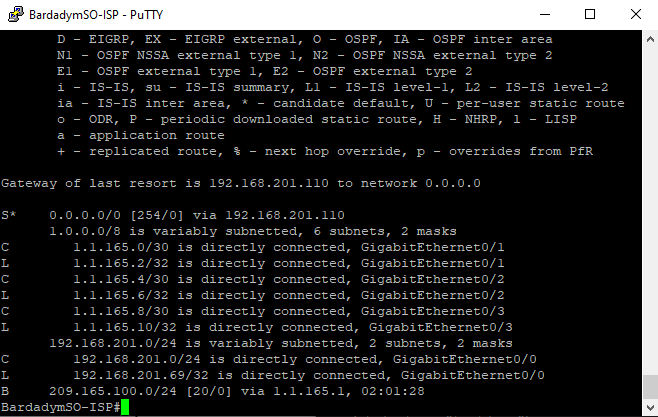 BardadymSO-ISP - PuTTY
D - EIGRP, EX - EIGRP external, O - OSPF, IA - OSPF inter area
N1 - OSPF NSSA external type 1, N2 - OSPF NSSA external type 2
E1 - OSPF external type 1, E2 - OSPF external type 2
i - IS-IS, su - IS-IS summary, L1 - IS-IS level-1, L2 - IS-IS level-2
ia - IS-IS inter area, * - candidate default, U - per-user static route
o - ODR, P - periodic downloaded static route, H - NHRP, l - LISP
a - application route
+ - replicated route, % - next hop override, p - overrides from PfR
Gateway of last resort is 192.168.201.110 to network 0.0.0.0
S* 0.0.0.0/0 [254/0] via 192.168.201.110
1.0.0.0/8 is variably subnetted, 6 subnets, 2 masks
C 1.1.165.0/30 is directly connected, GigabitEthernet0/1
L 1.1.165.2/32 is directly connected, GigabitEthernet0/1
C 1.1.165.4/30 is directly connected, GigabitEthernet0/2
L 1.1.165.6/32 is directly connected, GigabitEthernet0/2
C 1.1.165.8/30 is directly connected, GigabitEthernet0/3
L 1.1.165.10/32 is directly connected, GigabitEthernet0/3
192.168.201.0/24 is variably subnetted, 2 subnets, 2 masks
C 192.168.201.0/24 is directly connected, GigabitEthernet0/0
L 192.168.201.69/32 is directly connected, GigabitEthernet0/0
B 209.165.100.0/24 [20/0] via 1.1.165.1, 02:01:28
BardadymSO-ISP#